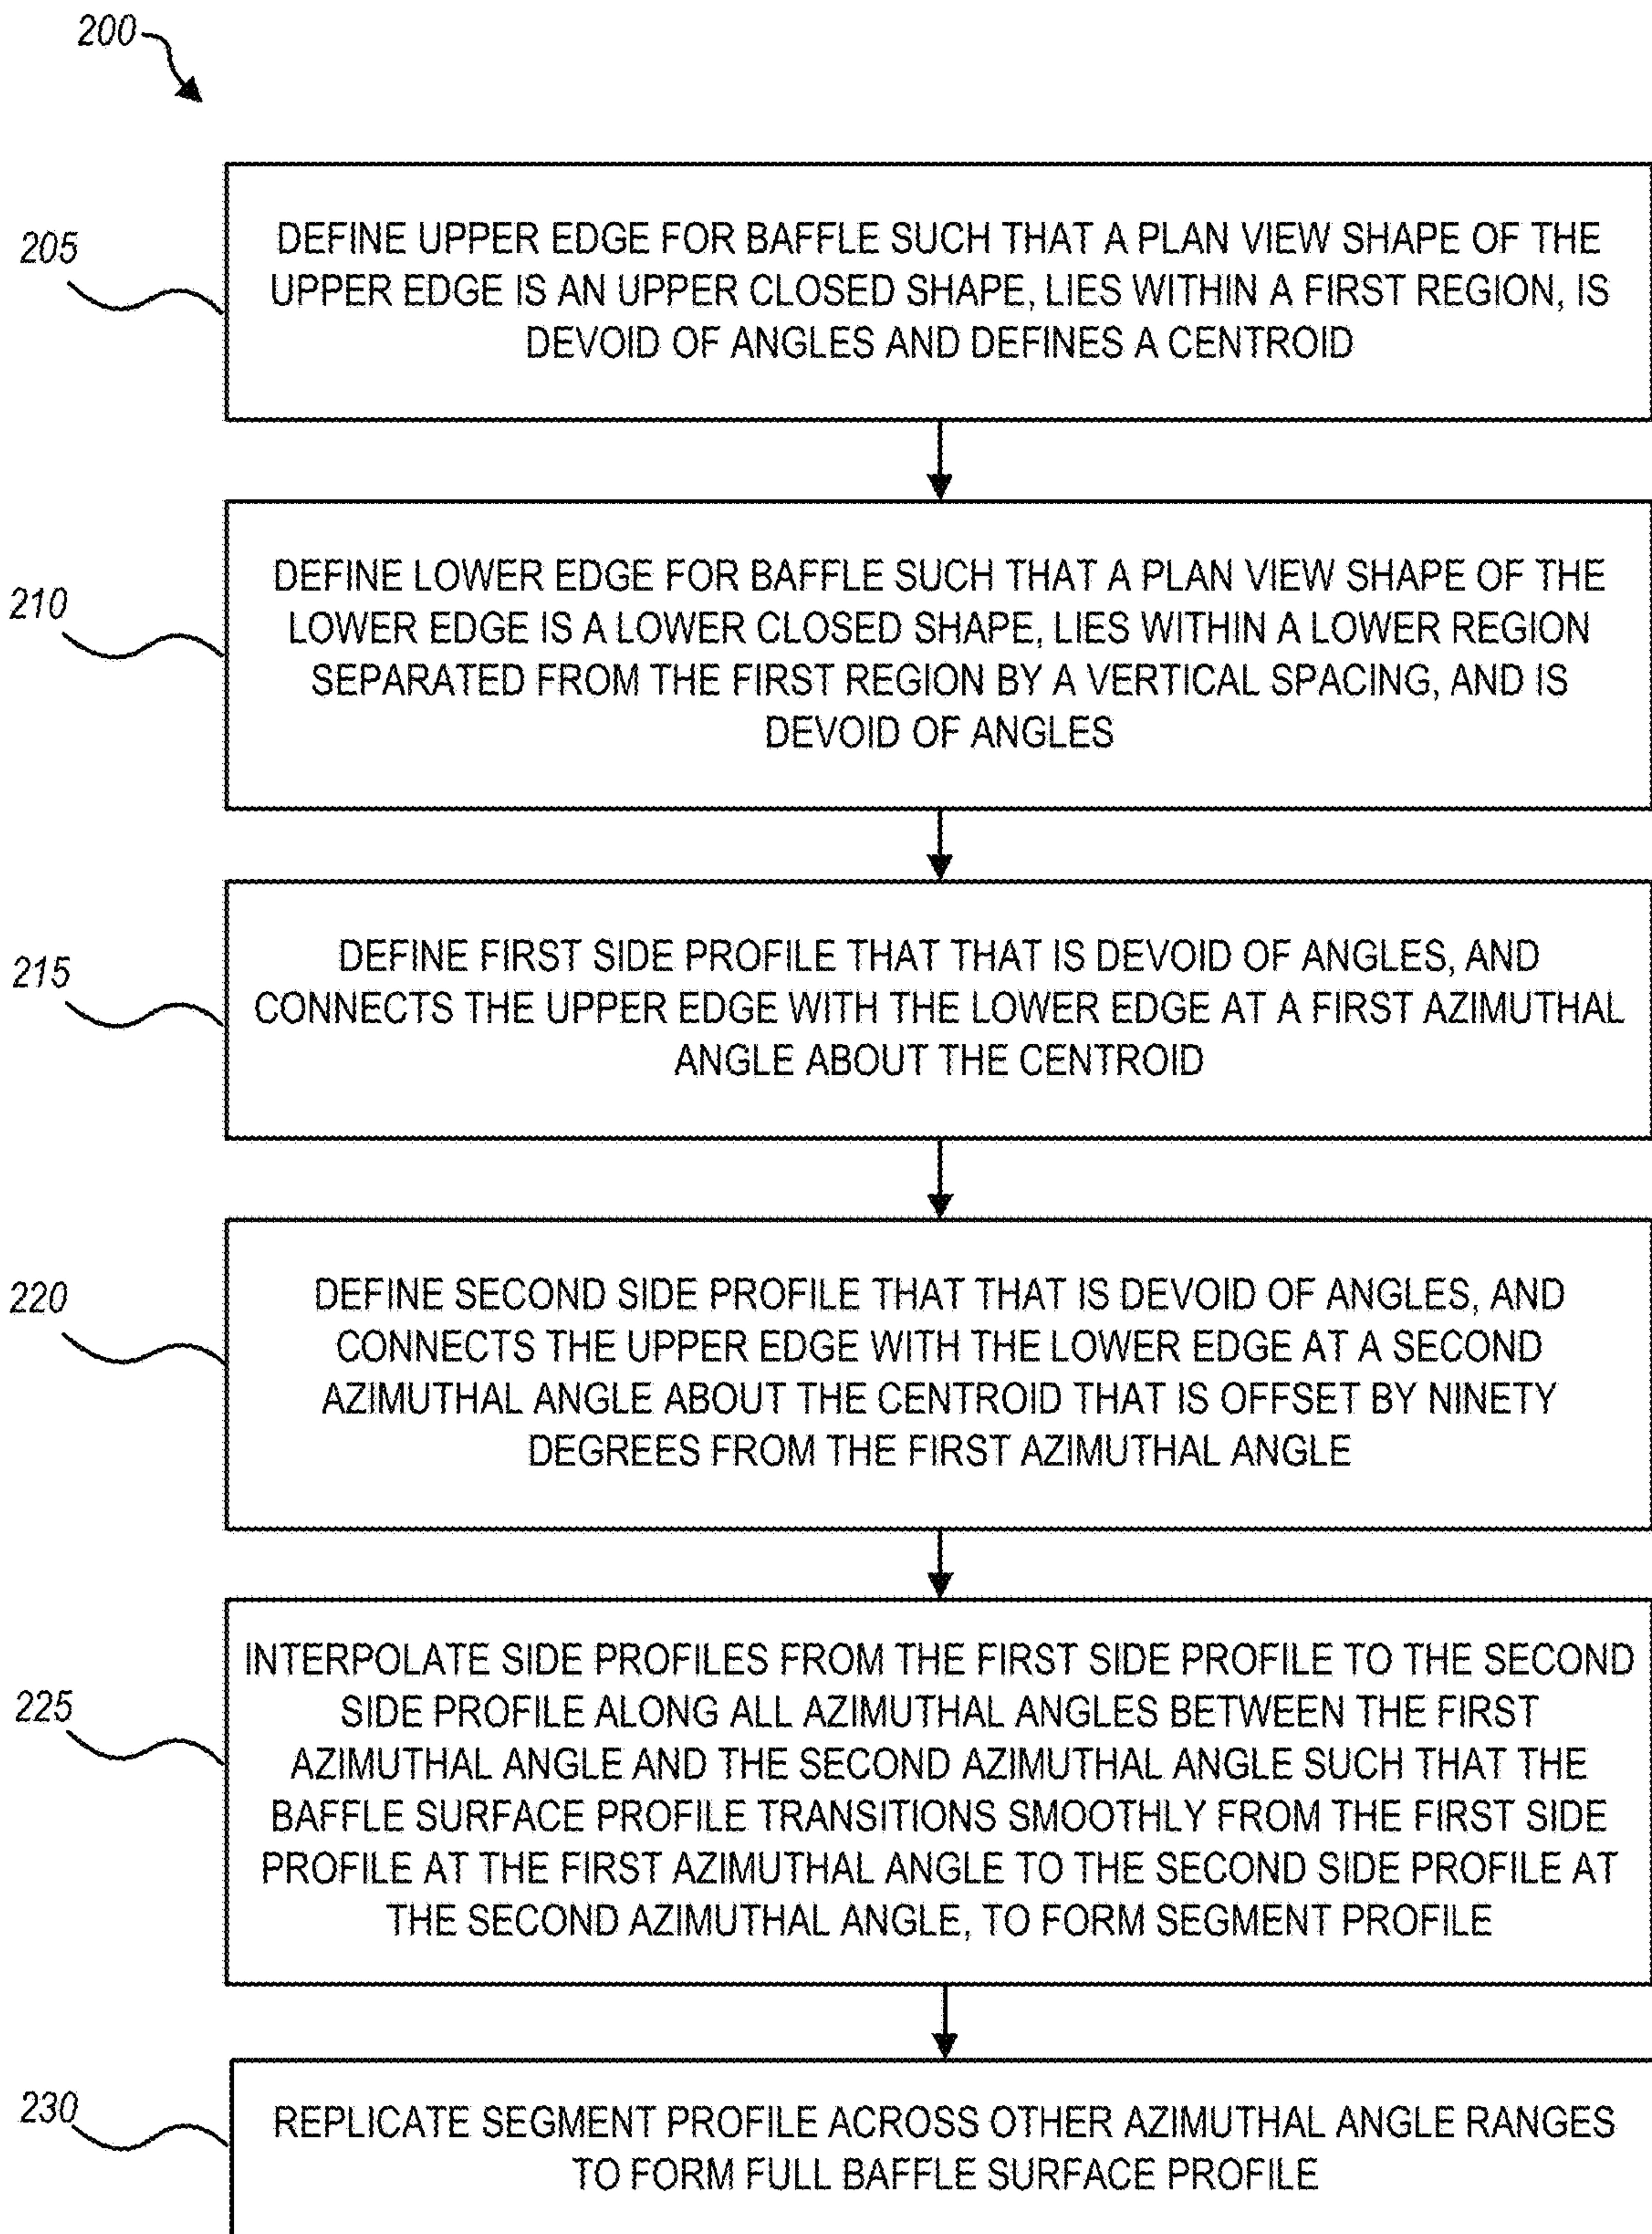 200
205
DEFINE UPPER EDGE FOR BAFFLE SUCH THAT A PLAN VIEW SHAPE OF THE
UPPER EDGE IS AN UPPER CLOSED SHAPE, LIES WITHIN A FIRST REGION, IS
DEVOID OF ANGLES AND DEFINES A CENTROID
210
DEFINE LOWER EDGE FOR BAFFLE SUCH THAT A PLAN VIEW SHAPE OF THE
LOWER EDGE IS A LOWER CLOSED SHAPE, LIES WITHIN A LOWER REGION
SEPARATED FROM THE FIRST REGION BY A VERTICAL SPACING, AND IS
DEVOID OF ANGLES
215
DEFINE FIRST SIDE PROFILE THAT THAT IS DEVOID OF ANGLES, AND
CONNECTS THE UPPER EDGE WITH THE LOWER EDGE AT A FIRST AZIMUTHAL
ANGLE ABOUT THE CENTROID
220
DEFINE SECOND SIDE PROFILE THAT THAT IS DEVOID OF ANGLES, AND
CONNECTS THE UPPER EDGE WITH THE LOWER EDGE AT A SECOND
AZIMUTHAL ANGLE ABOUT THE CENTROID THAT IS OFFSET BY NINETY
DEGREES FROM THE FIRST AZIMUTHAL ANGLE
225
INTERPOLATE SIDE PROFILES FROM THE FIRST SIDE PROFILE TO THE SECOND
SIDE PROFILE ALONG ALL AZIMUTHAL ANGLES BETWEEN THE FIRST
AZIMUTHAL ANGLE AND THE SECOND AZIMUTHAL ANGLE SUCH THAT THE
BAFFLE SURFACE PROFILE TRANSITIONS SMOOTHLY FROM THE FIRST SIDE
PROFILE AT THE FIRST AZIMUTHAL ANGLE TO THE SECOND SIDE PROFILE AT
THE SECOND AZIMUTHAL ANGLE, TO FORM SEGMENT PROFILE
230
REPLICATE SEGMENT PROFILE ACROSS OTHER AZIMUTHAL ANGLE RANGES
TO FORM FULL BAFFLE SURFACE PROFILE